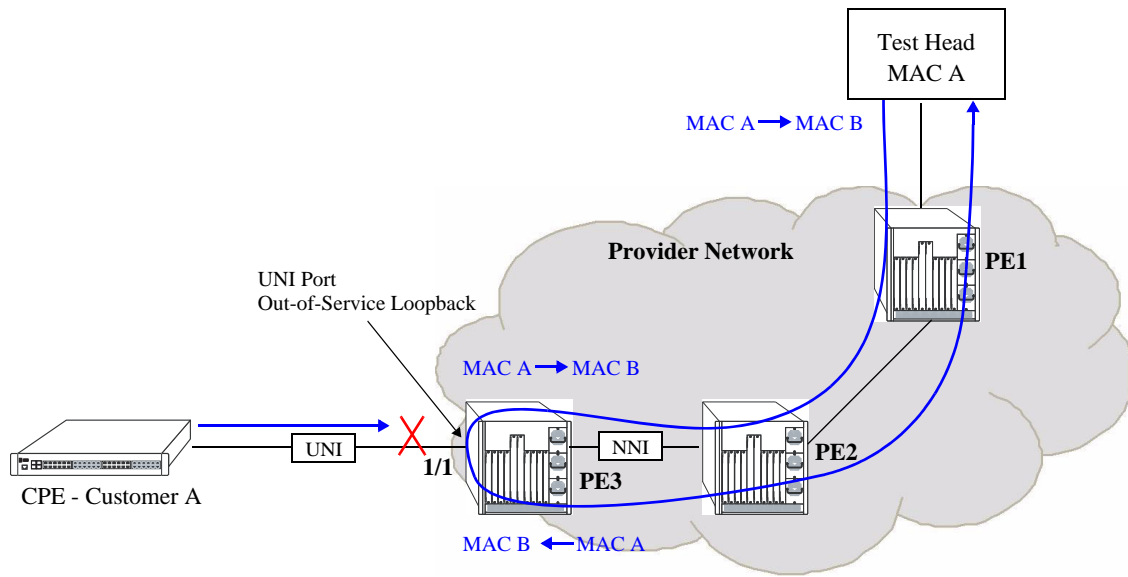 Test Head
MAC A
MAC A MAC B
Provider Network
PE1
UNI Port
Out-of-Service Loopback
MAC A MAC B
UNI
1/1
NNI
PE2
PE3
CPE - Customer A
MAC B MAC A